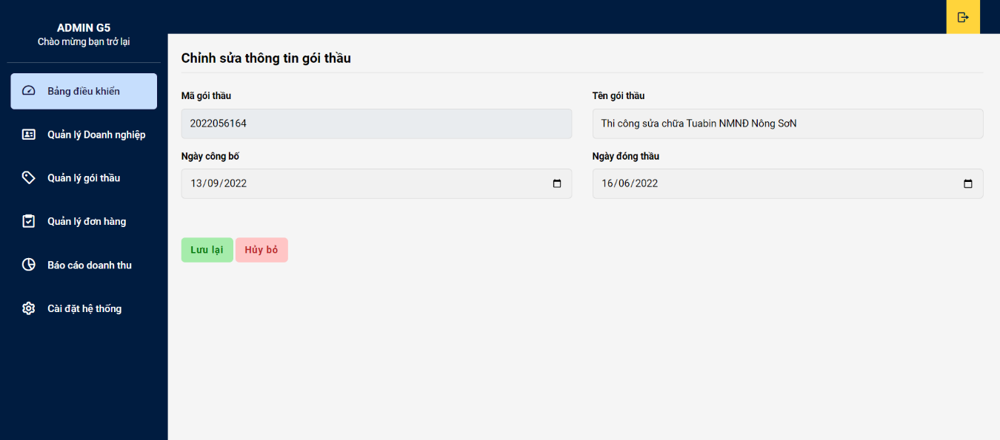 ADMIN G5
Chào mừng bạn trở lại
Bảng điều khiển
Quản lý Doanh nghiệp
Quản lý gói thầu
Quản lý đơn hàng
Báo cáo doanh thu
Cài đặt hệ thống
Chỉnh sửa thông tin gói thầu
Mã gói thầu
2022056164
Tên gói thầu
Thi công sửa chữa Tuabin NMNĐ Nông SơN
Ngày công bố
13/09/2022
Ngày đóng thầu
16/06/2022
Lưu lại
Hủy bỏ